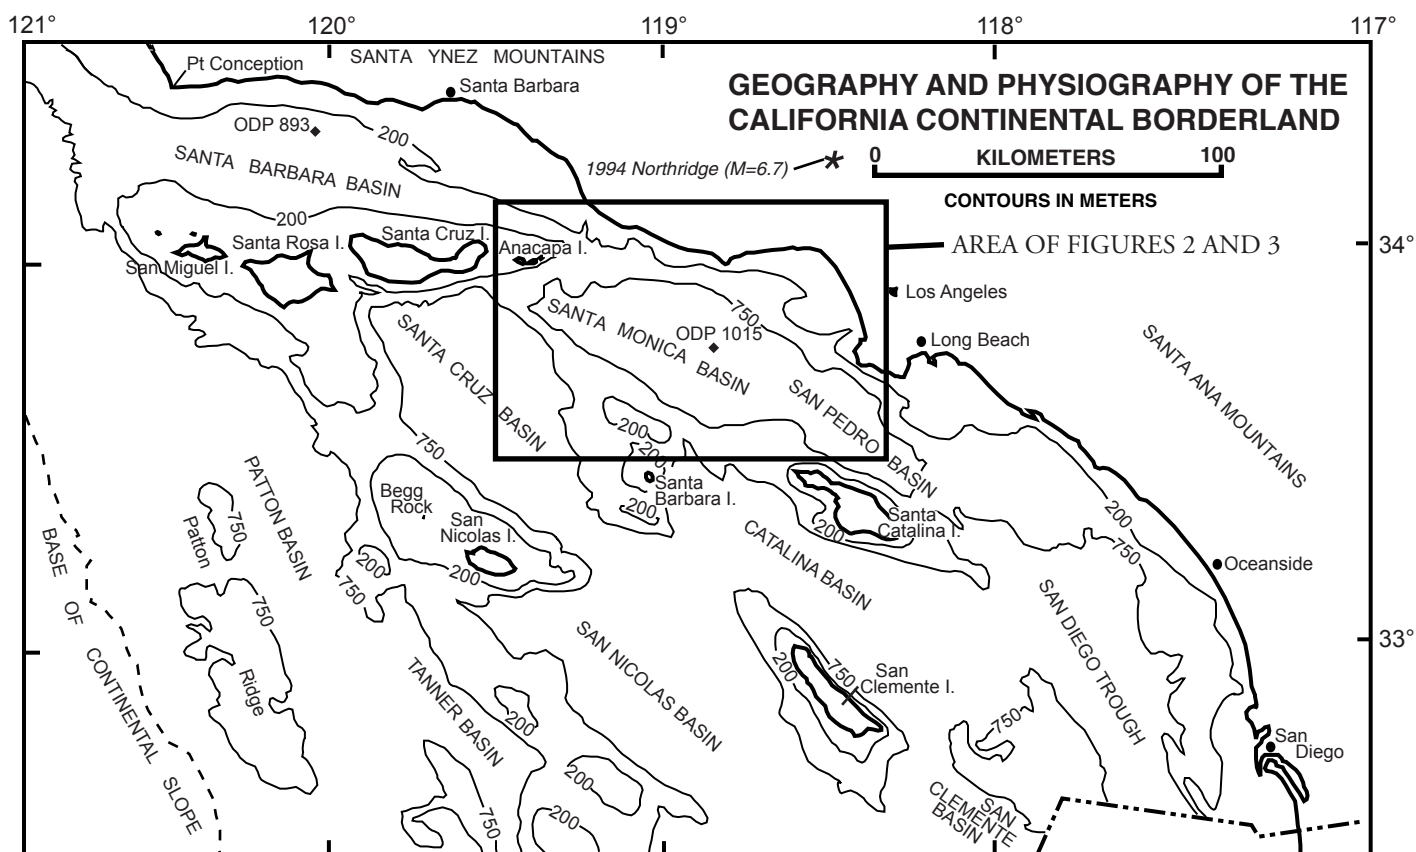 121°
120°
119°
118°
117°
Pt Conception
SANTA YNEZ MOUNTAINS
Santa Barbara
GEOGRAPHY AND PHYSIOGRAPHY OF THE
CALIFORNIA CONTINENTAL BORDERLAND
ODP 893
200
0
KILOMETERS
100
1994 Northridge (M=6.7)
*
CONTOURS IN METERS
SANTA BARBARA BASIN
200
Santa Rosa I.
Santa Cruz I.
Anacapa I.
San Miguel I.
AREA OF FIGURES 2 AND 3
34°
Los Angeles
Long Beach
SANTA MONICA BASIN
750
ODP 1015
SANTA CRUZ BASIN
SAN PEDRO BASIN
SANTA ANA MOUNTAINS
750
200
200
Santa
Barbara I.
200
Begg
Rock
San
Nicolas I.
200
200
750
PATTON BASIN
750
Patton
Ridge
750
BASE OF CONTINENTAL SLOPE
Santa
Catalina I.
200
CATALINA BASIN
200
750
Oceanside
SAN DIEGO TROUGH
33°
SAN NICOLAS BASIN
TANNER BASIN
200
200
200
750
San
Clemente I.
750
200
750
San
Diego
SAN
CLEMENTE
BASIN